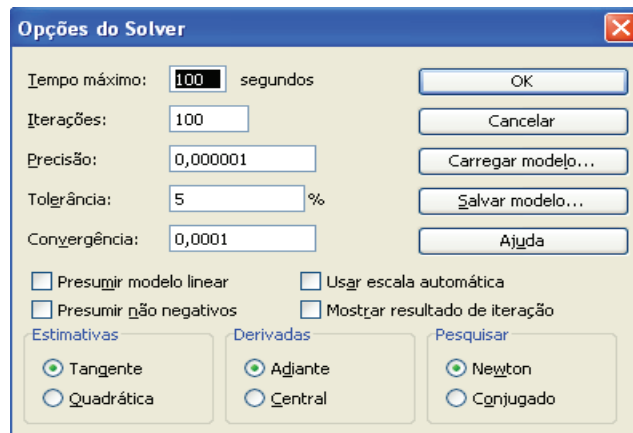 Opções do Solver
Tempo máximo: 100 segundos OK
Iterações: 100 Cancelar
Precisão: 0,000001 Carregar modelo...
Tolerância: 5 % Salvar modelo...
Convergência: 0,0001 Ajuda
Presumir modelo linear Usar escala automática
Presumir não negativos Mostrar resultado de iteração
Estimativas Derivadas Pesquisar
Tangente Adiante Newton
Quadrática Central Conjugado